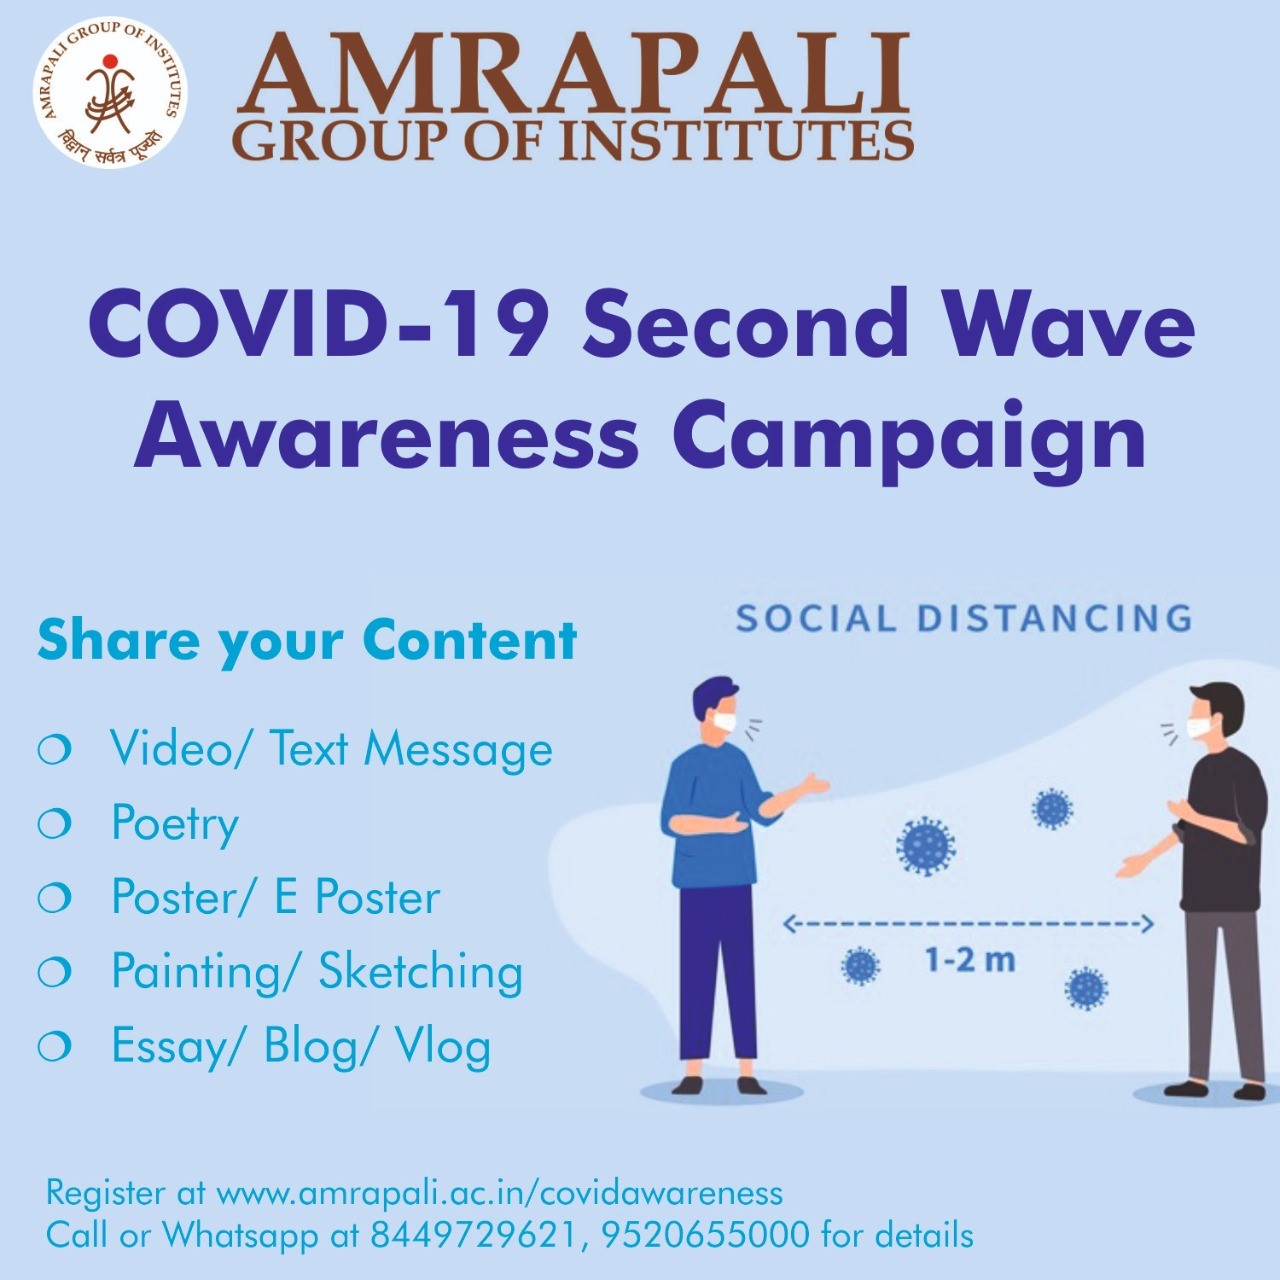 AMRAPALI GROUP OF INSTITUTES
विद्वान् सर्वत्र पूज्यते
AMRAPALI
GROUP OF INSTITUTES
COVID-19 Second Wave
Awareness Campaign
Share your Content
Video/ Text Message
Poetry
Poster/ E Poster
Painting/ Sketching
Essay/ Blog/ Vlog
SOCIAL DISTANCING
1-2 m
Register at www.amrapali.ac.in/covidawareness
Call or Whatsapp at 8449729621, 9520655000 for details